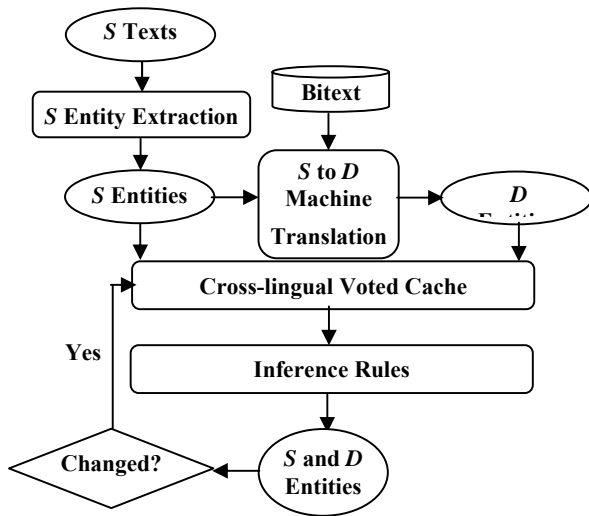 S Texts
Bitext
S Entity Extraction
S to D
Machine
Translation
S Entities
D
Cross-lingual Voted Cache
Yes
Inference Rules
Changed?
S and D
Entities